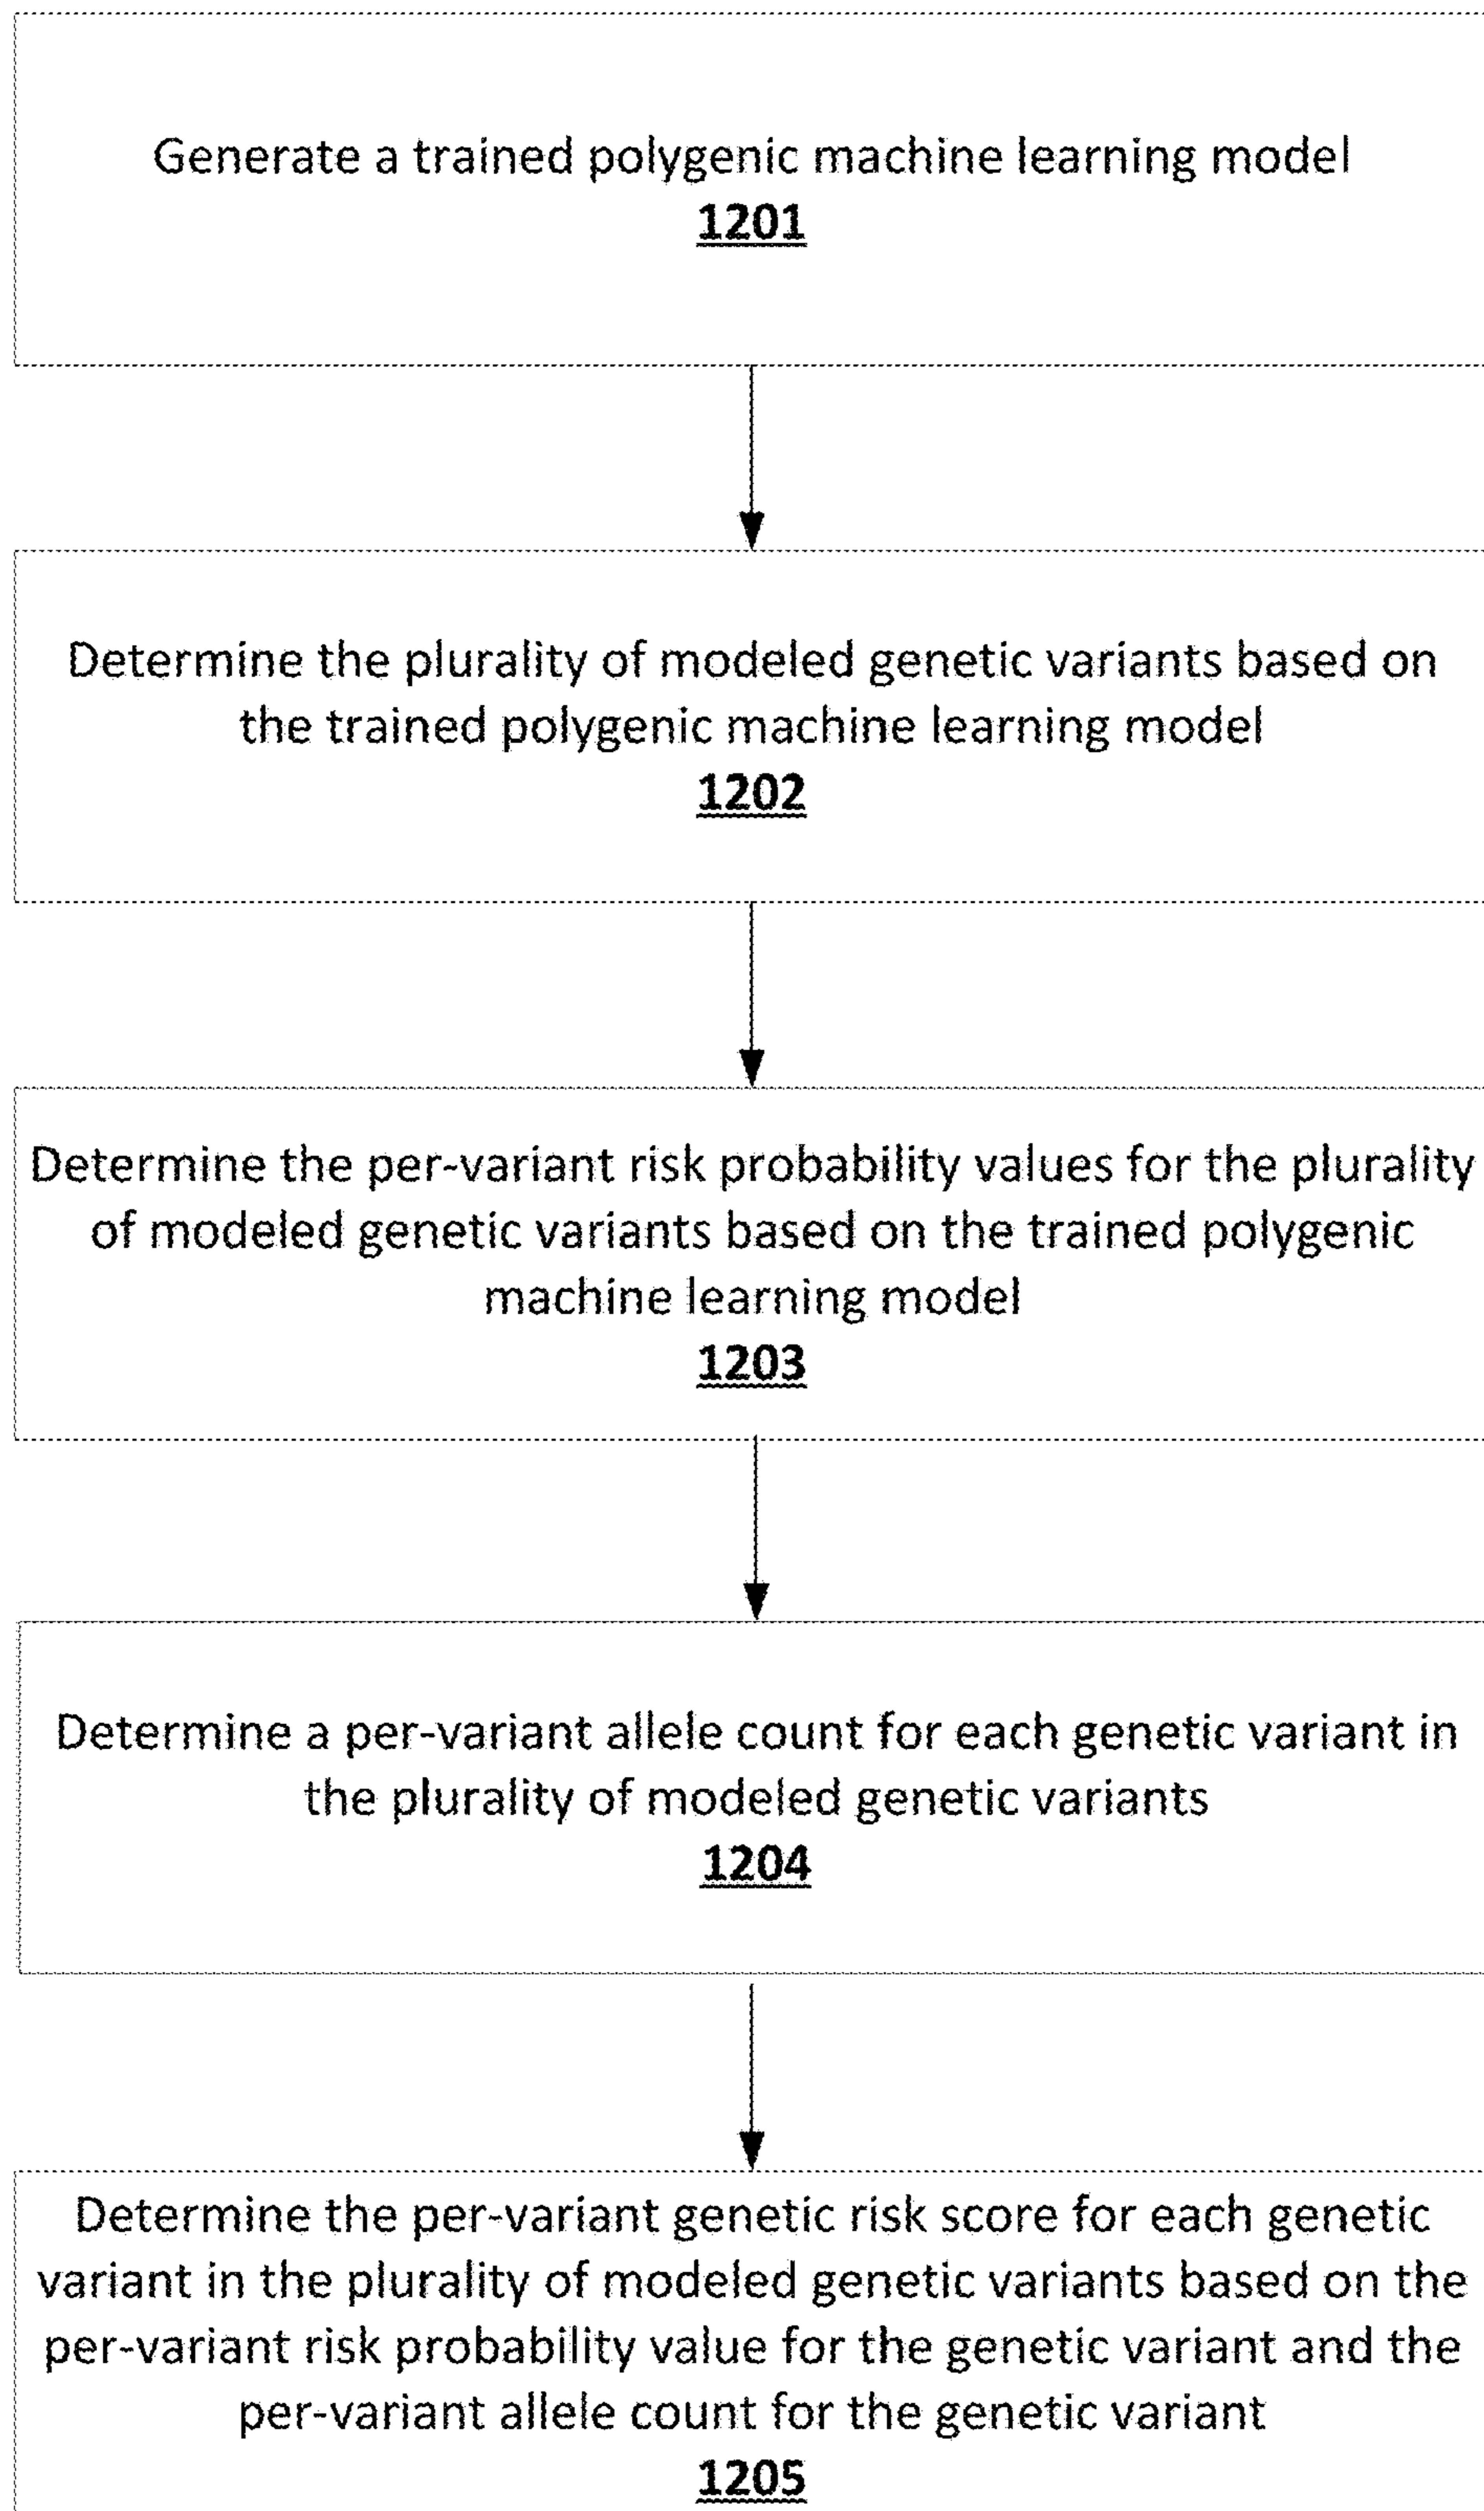 Generate a trained polygenic machine learning model
1201
Determine the plurality of modeled genetic variants based on
the trained polygenic machine learning model
1202
Determine the per-variant risk probability values for the plurality
of modeled genetic variants based on the trained polygenic
machine learning model
1203
Determine a per-variant allele count for each genetic variant in
the plurality of modeled genetic variants
1204
Determine the per-variant genetic risk score for each genetic
variant in the plurality of modeled genetic variants based on the
per-variant risk probability value for the genetic variant and the
per-variant allele count for the genetic variant
1205